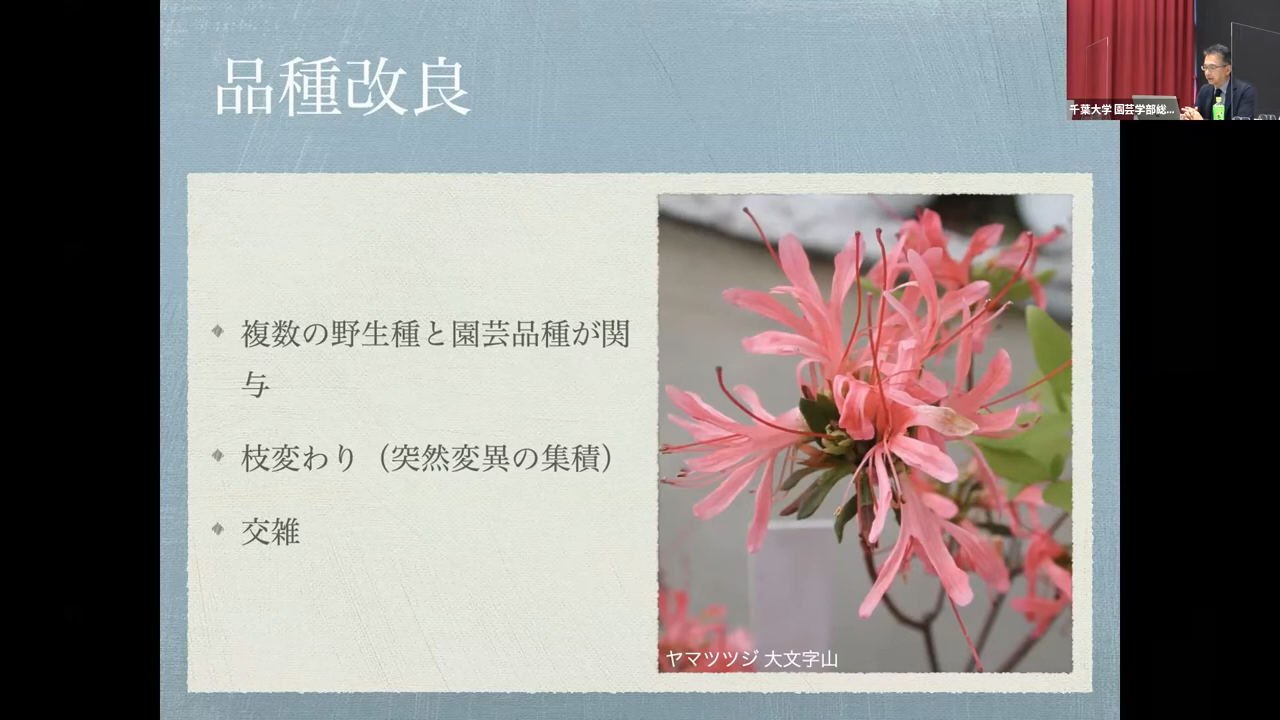 品種改良
千葉大学 園芸学部総...
複数の野生種と園芸品種が関
与
枝変わり（突然変異の集積）
交雑
ヤマツツジ 大文字山